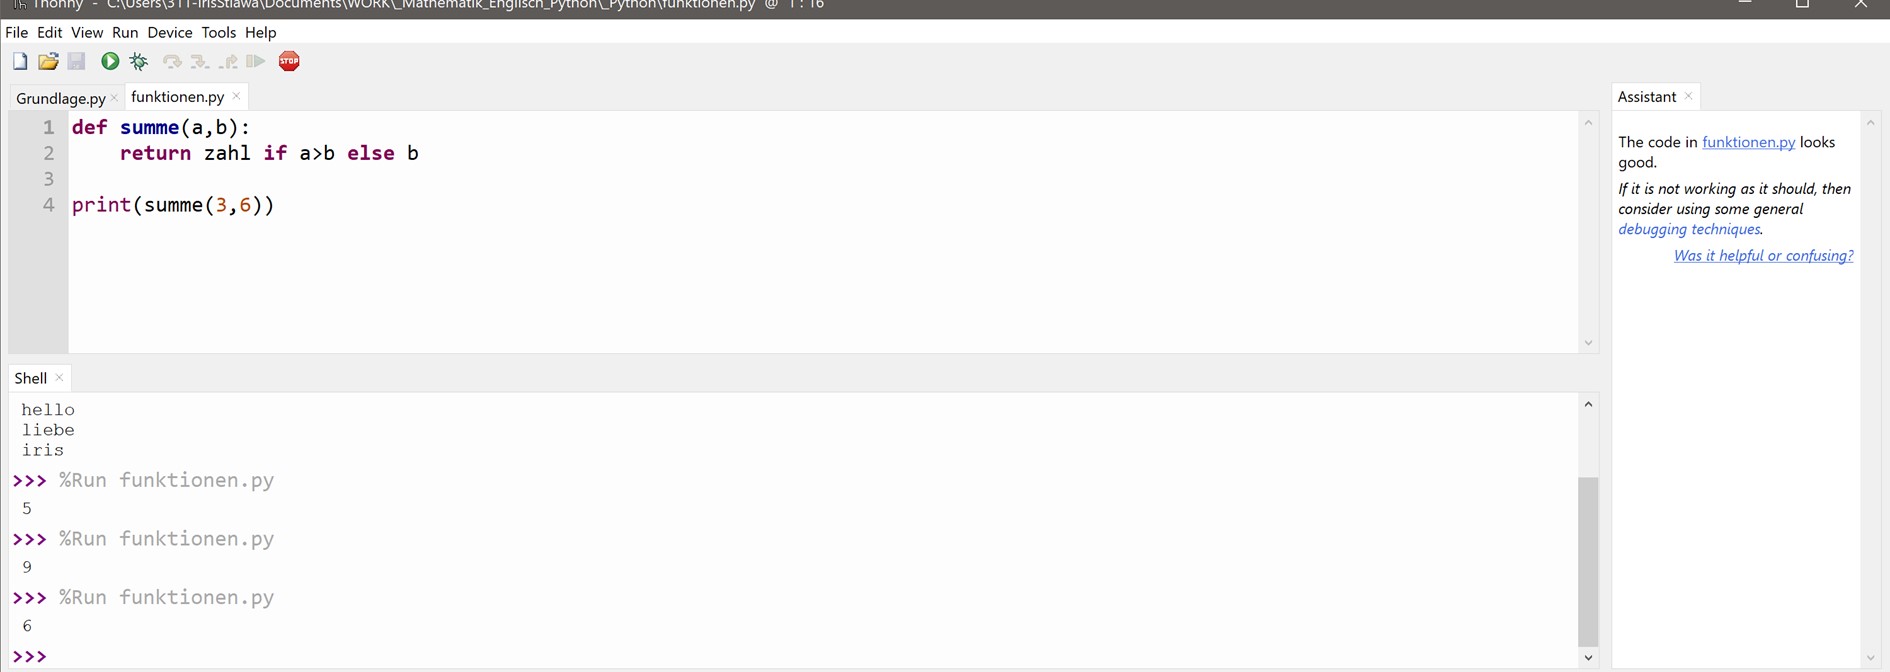 Thonny - C:\Users\311-IrisStlawa\Documents\WORK\_Mathematik_Englisch_Python\_Python\funktionen.py @ 1 : 16
File Edit View Run Device Tools Help
STOP
Grundlage.py × funktionen.py ×
1 def summe(a,b):
2     return zahl if a>b else b
3
4 print(summe(3,6))
Shell ×
hello
liebe
iris
>>> %Run funktionen.py
5
>>> %Run funktionen.py
9
>>> %Run funktionen.py
6
>>>
Assistant ×
The code in funktionen.py looks
good.
If it is not working as it should, then
consider using some general
debugging techniques.
Was it helpful or confusing?